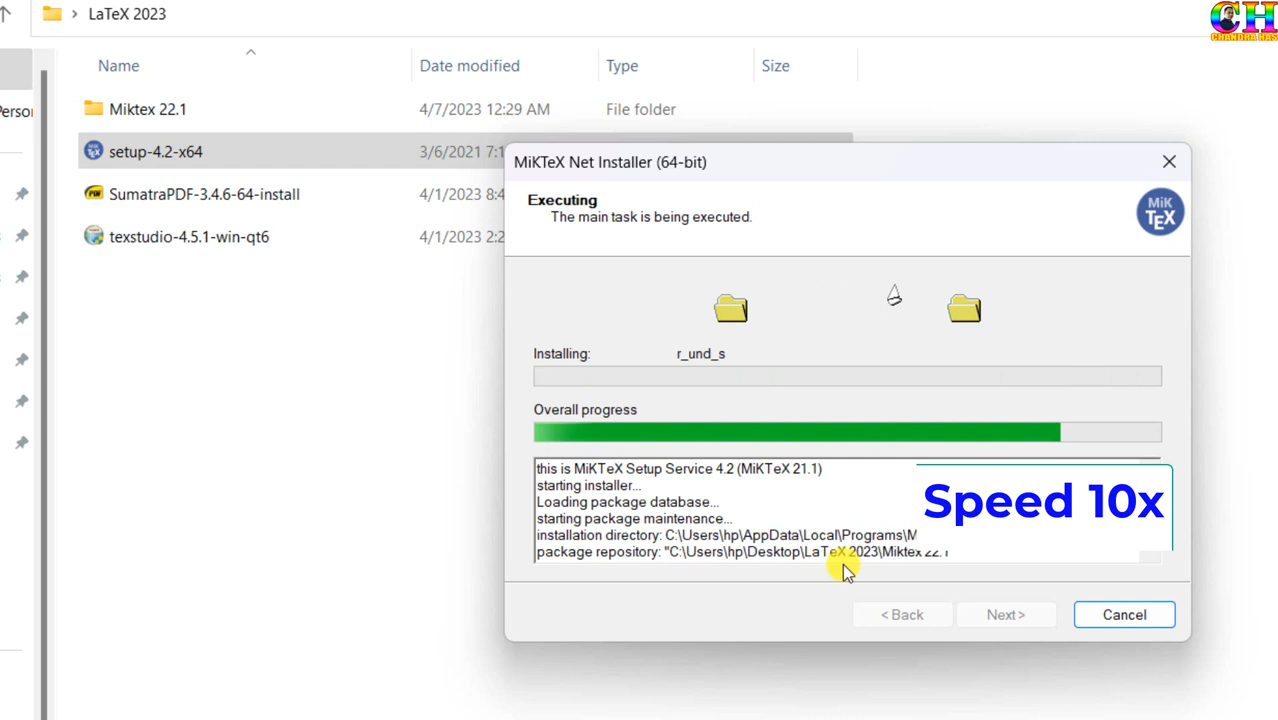 LaTeX 2023
CH
CHANDRA HAS
Name Date modified Type Size
Miktex 22.1 4/7/2023 12:29 AM File folder
setup-4.2-x64 3/6/2021 7:1
SumatraPDF-3.4.6-64-install 4/1/2023 8:4
texstudio-4.5.1-win-qt6 4/1/2023 2:2
Perso
MiKTeX Net Installer (64-bit)
Executing
The main task is being executed.
MiK
TEX
Installing: r_und_s
Overall progress
this is MiKTeX Setup Service 4.2 (MiKTeX 21.1)
starting installer...
Loading package database...
starting package maintenance...
installation directory: C:\Users\hp\AppData\Local\Programs\M
package repository: "C:\Users\hp\Desktop\LaTeX 2023\Miktex 22.1
Speed 10x
< Back Next> Cancel